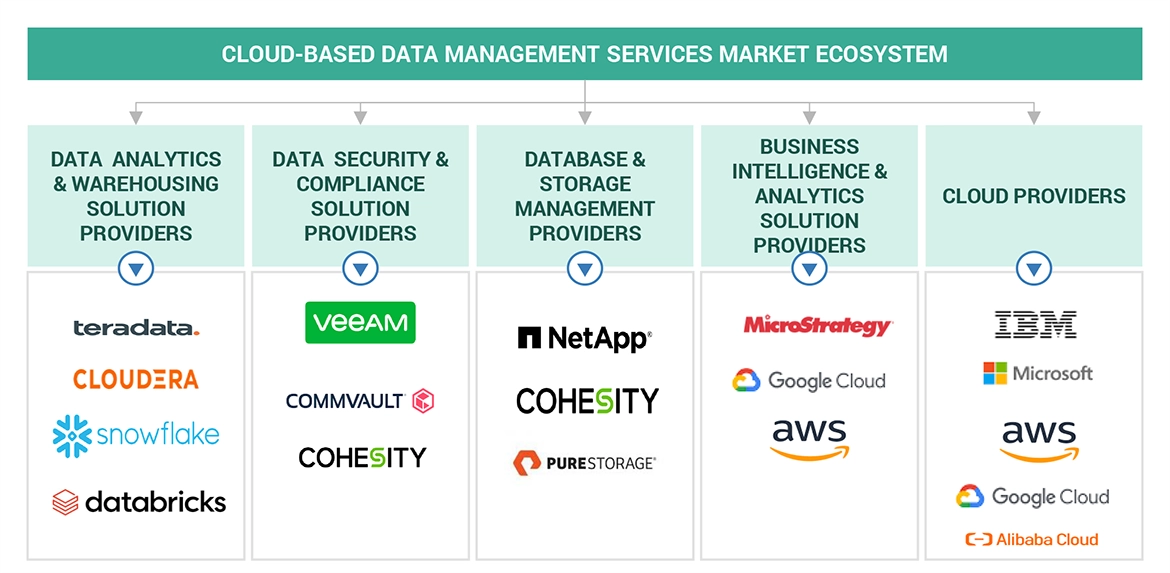 CLOUD-BASED DATA MANAGEMENT SERVICES MARKET ECOSYSTEM
DATA ANALYTICS
& WAREHOUSING
SOLUTION
PROVIDERS
teradata.
CLOUDERA
snowflake
databricks
DATA SECURITY &
COMPLIANCE
SOLUTION
PROVIDERS
veeAM
COMMVAULT
COHESITY
DATABASE &
STORAGE
MANAGEMENT
PROVIDERS
NetApp®
COHESITY
PURESTORAGE®
BUSINESS
INTELLIGENCE &
ANALYTICS
SOLUTION
PROVIDERS
MicroStrategy®
Google Cloud
aws
CLOUD PROVIDERS
IBM
Microsoft
aws
Google Cloud
Alibaba Cloud